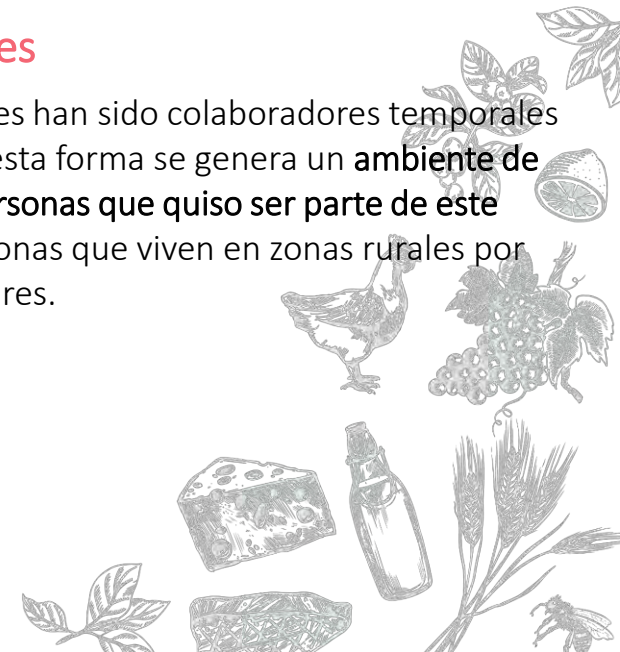 es
es han sido colaboradores temporales
esta forma se genera un ambiente de
rsonas que quiso ser parte de este
onas que viven en zonas rurales por
res.